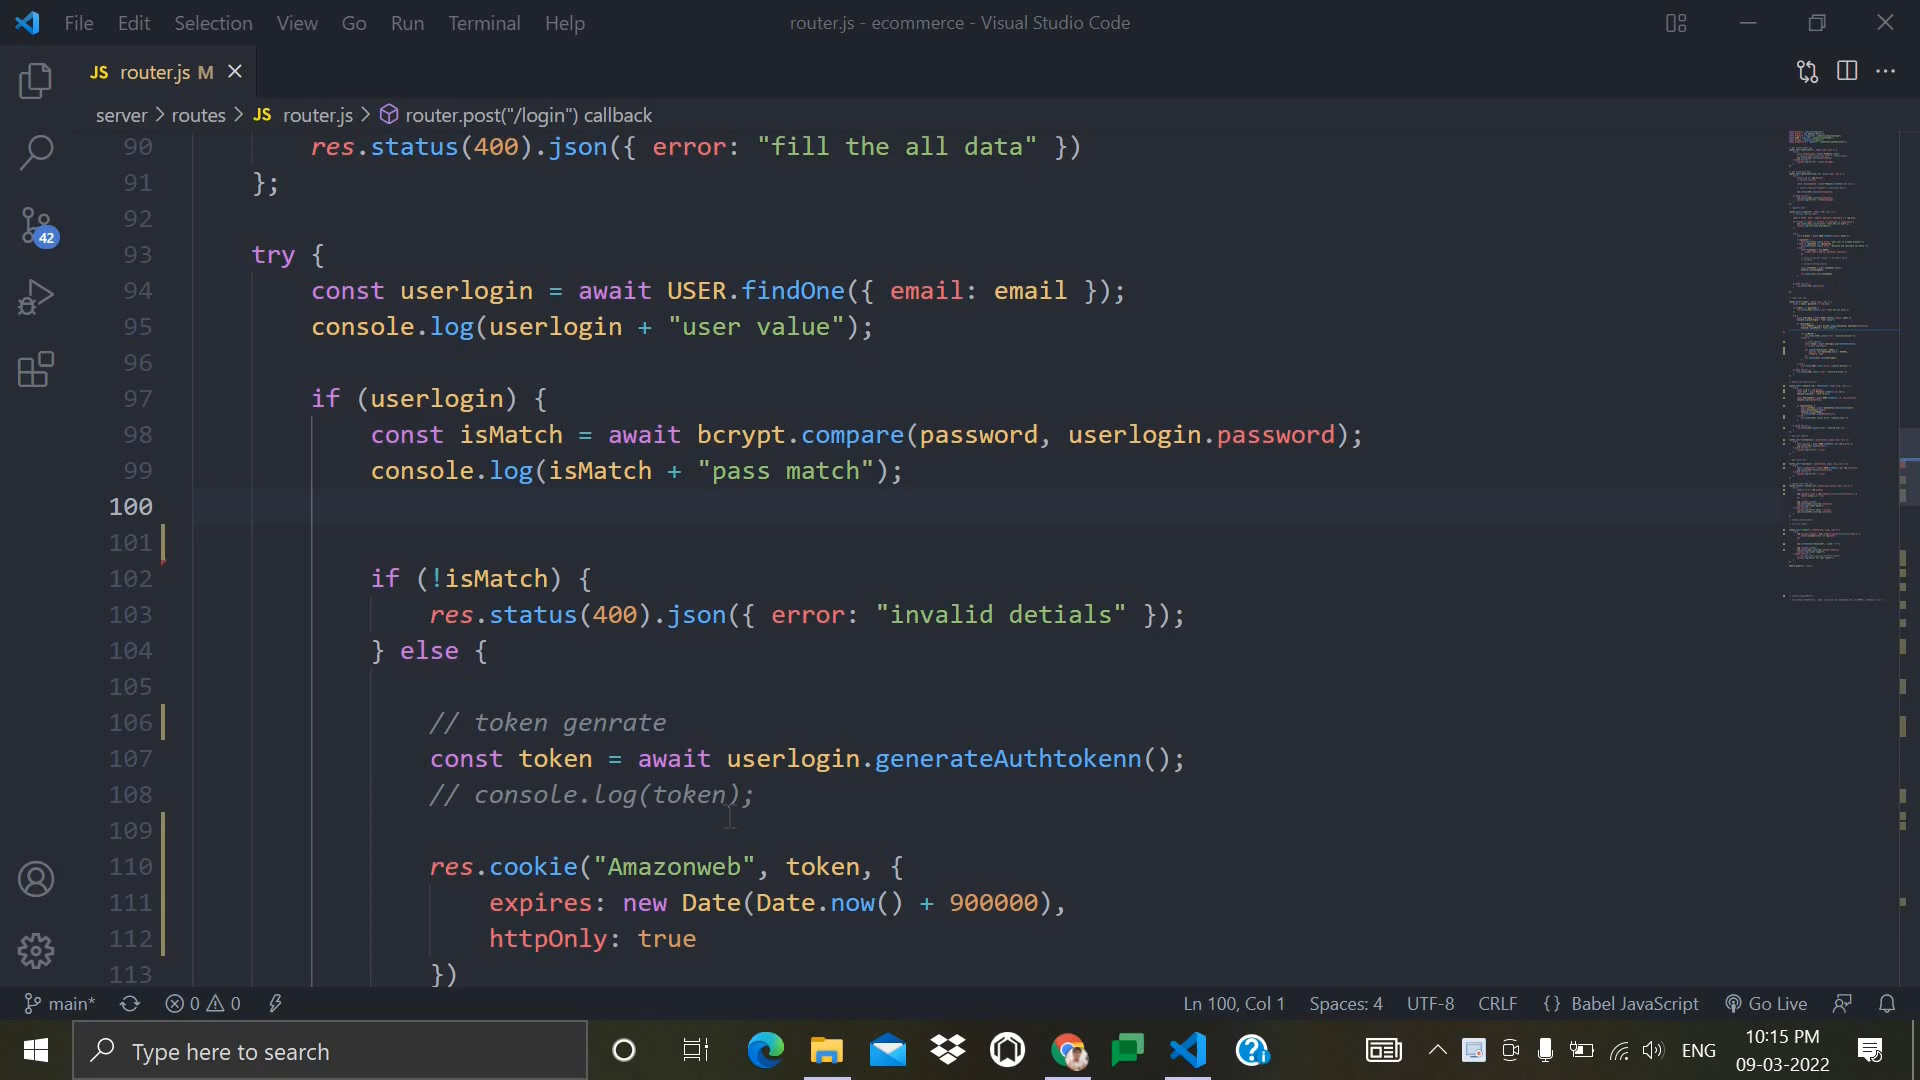 File Edit Selection View Go Run Terminal Help
router.js - ecommerce - Visual Studio Code
JS router.js M
server > routes > JS router.js > router.post("/login") callback
90 res.status(400).json({ error: "fill the all data" })
91 };
92
93 try {
94 const userlogin = await USER.findOne({ email: email });
95 console.log(userlogin + "user value");
96
97 if (userlogin) {
98 const isMatch = await bcrypt.compare(password, userlogin.password);
99 console.log(isMatch + "pass match");
100
101
102 if (!isMatch) {
103 res.status(400).json({ error: "invalid detials" });
104 } else {
105
106 // token genrate
107 const token = await userlogin.generateAuthtokenn();
108 // console.log(token);
109
110 res.cookie("Amazonweb", token, {
111 expires: new Date(Date.now() + 900000),
112 httpOnly: true
113 })
42
main* 0 0 Ln 100, Col 1 Spaces: 4 UTF-8 CRLF {} Babel JavaScript Go Live
Type here to search
ENG
10:15 PM
09-03-2022